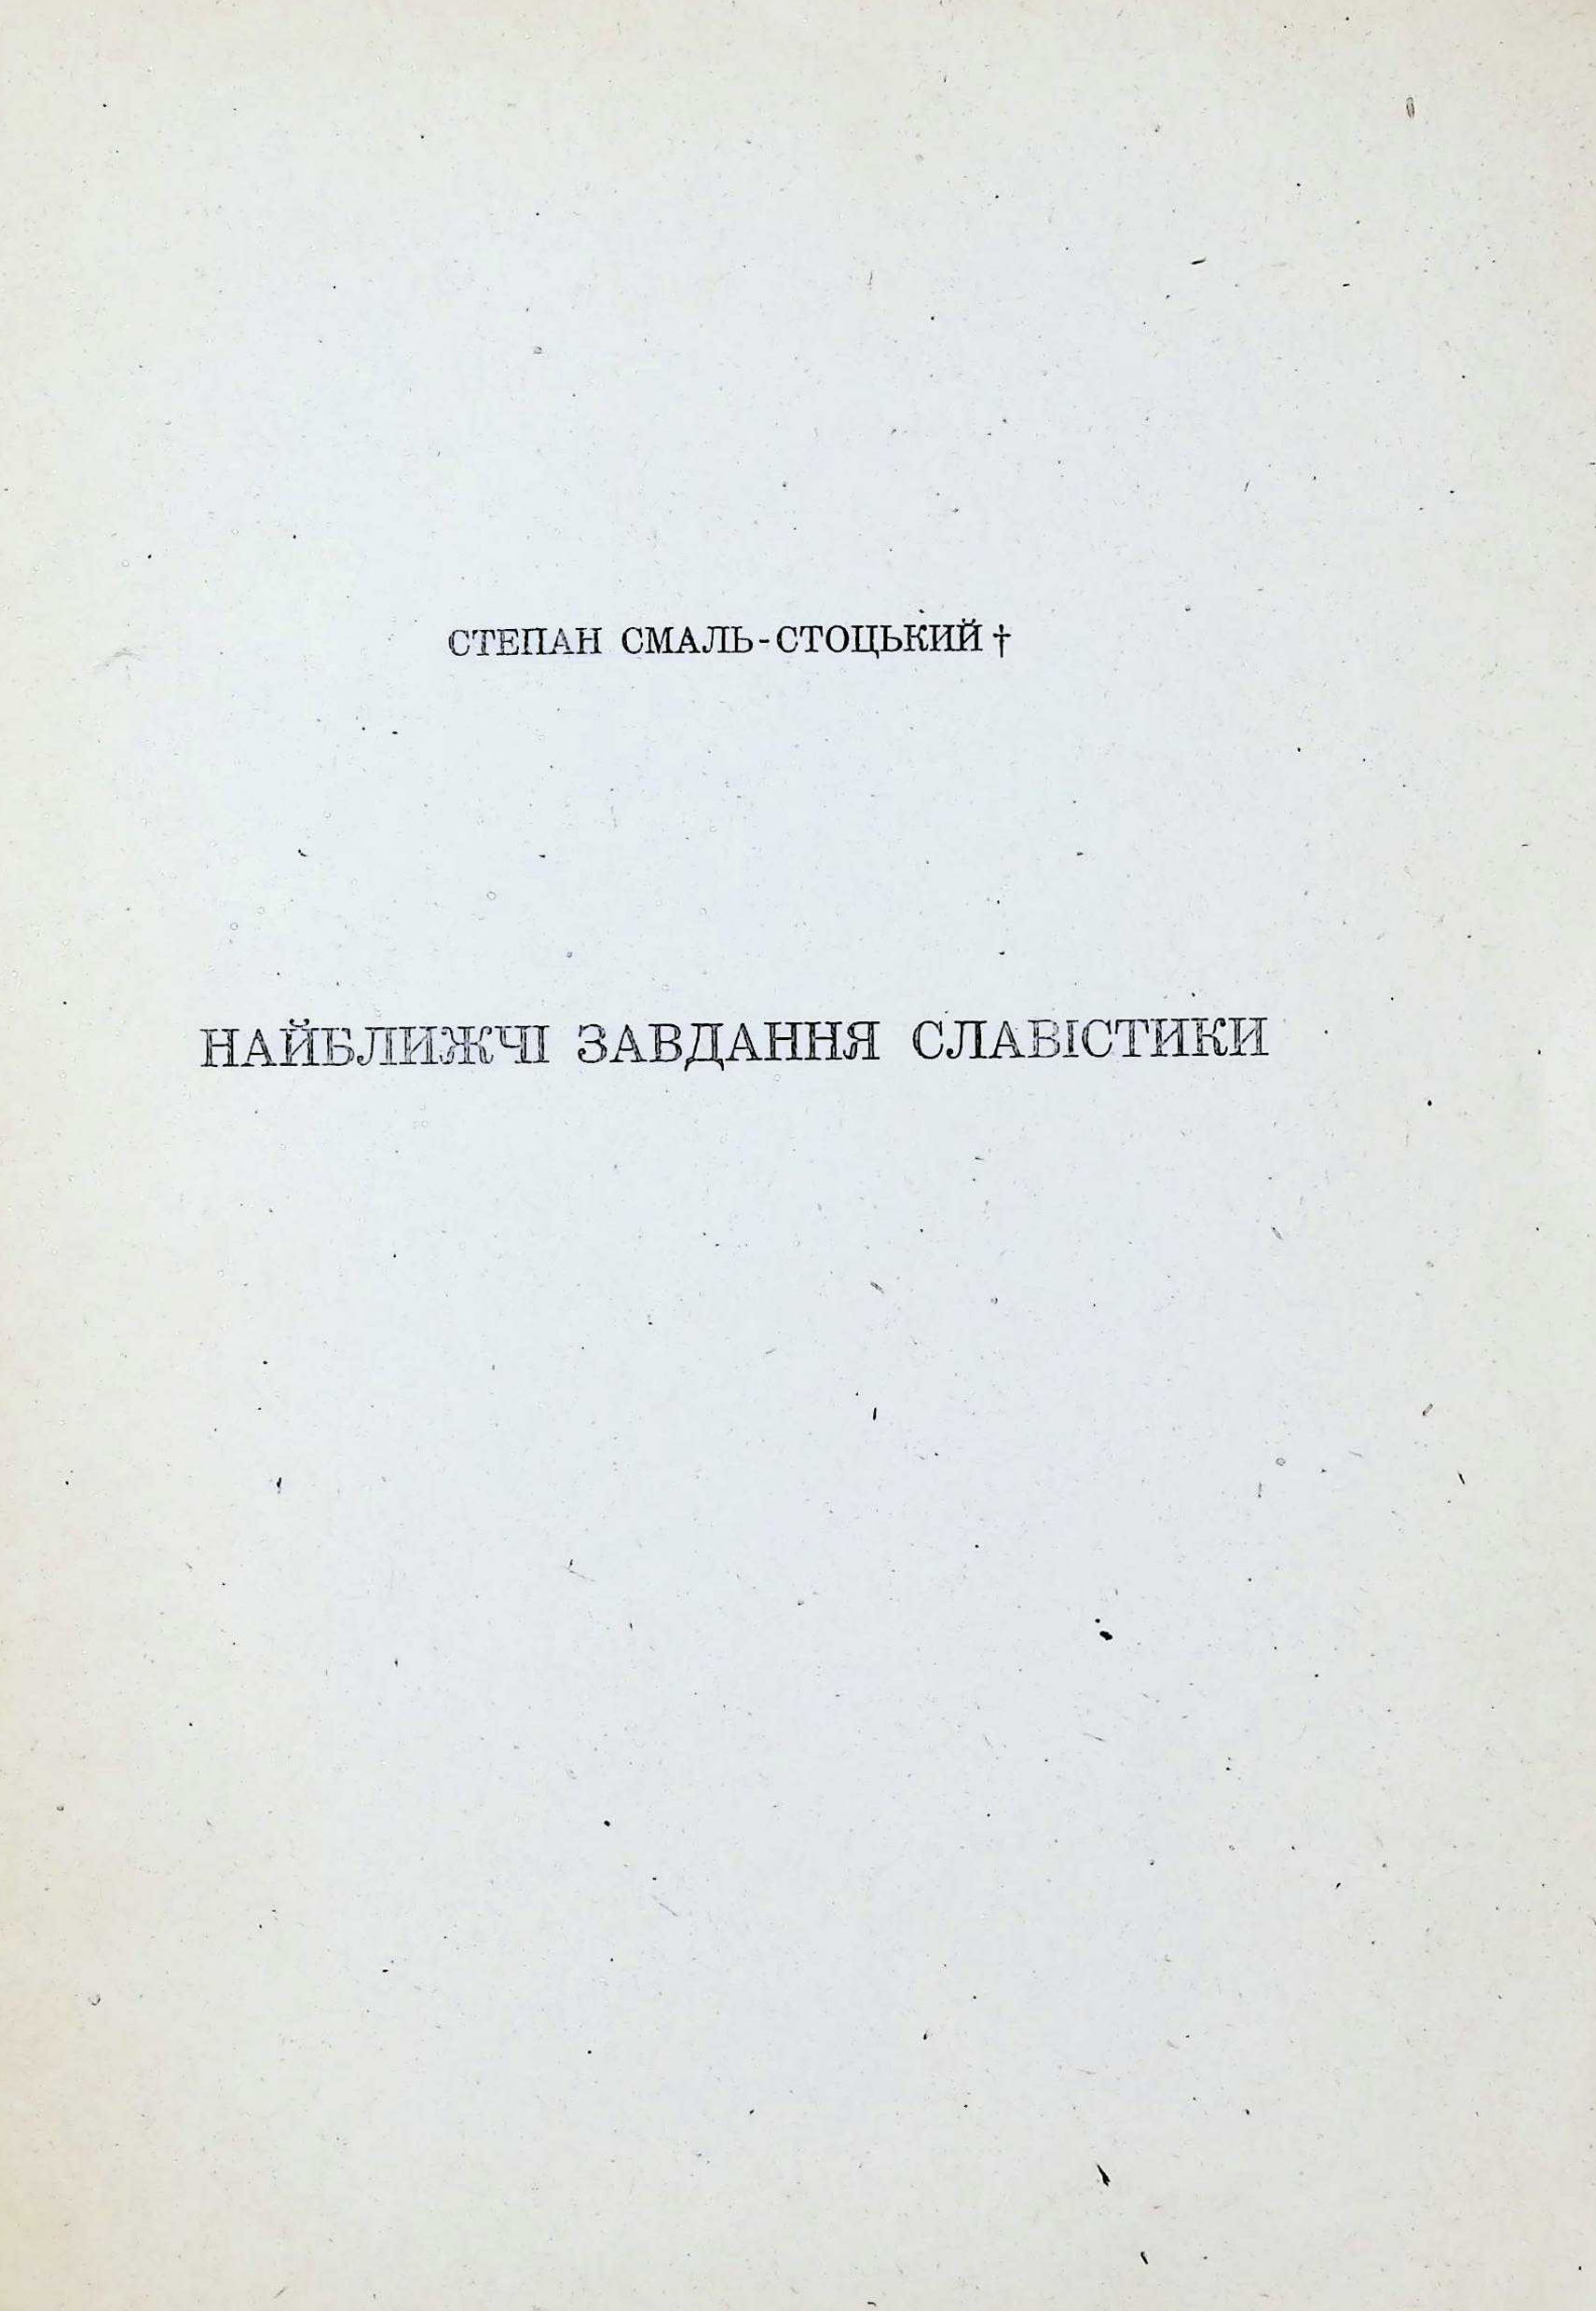 СТЕПАН СМАЛЬ-СТОЦЬКИЙ †
НАЙБЛИЖЧІ ЗАВДАННЯ СЛАВІСТИКИ